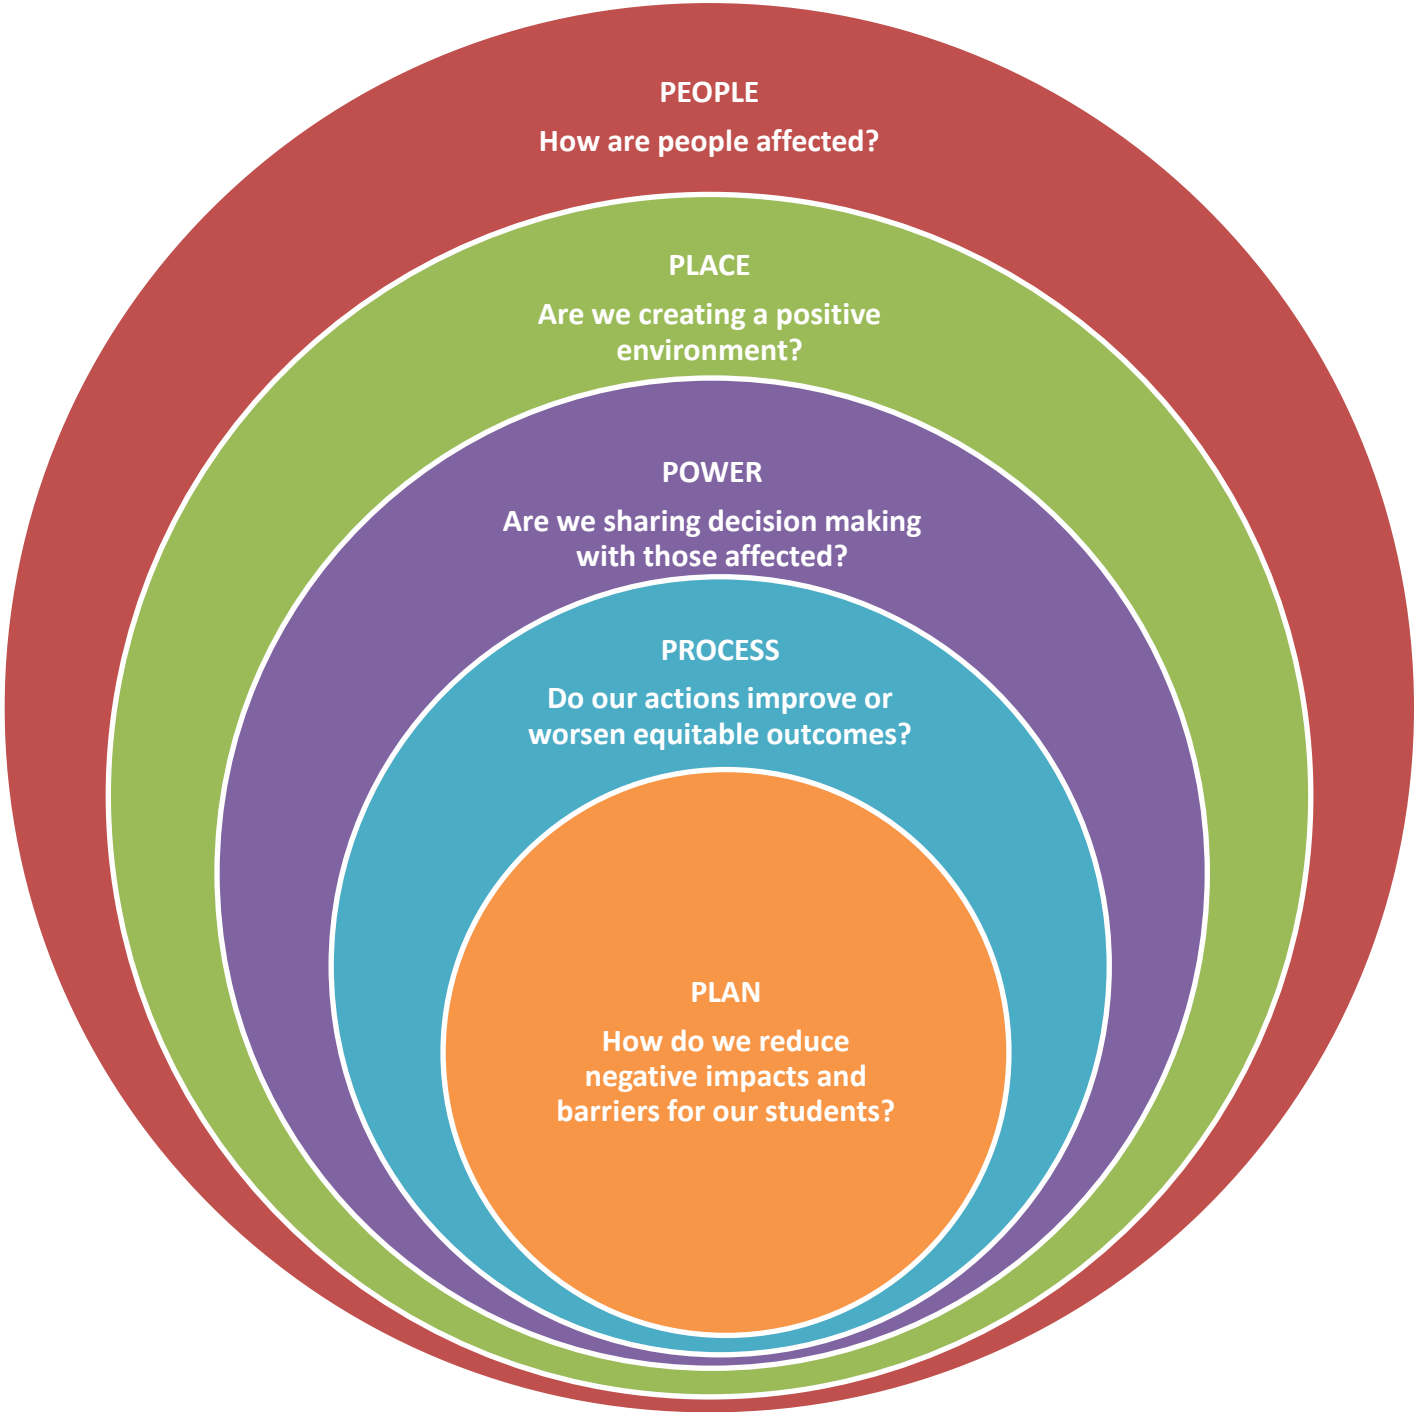 PEOPLE
How are people affected?
PLACE
Are we creating a positive
environment?
POWER
Are we sharing decision making
with those affected?
PROCESS
Do our actions improve or
worsen equitable outcomes?
PLAN
How do we reduce
negative impacts and
barriers for our students?